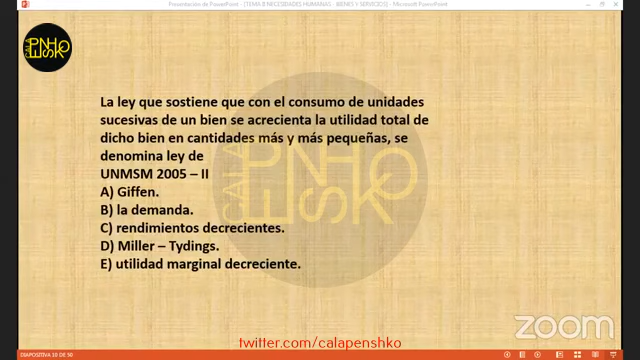 Presentación de PowerPoint - [TEMA 8 NECESIDADES HUMANAS - BIENES Y SERVICIOS] - Microsoft PowerPoint
CALA
PENSHKO
La ley que sostiene que con el consumo de unidades
sucesivas de un bien se acrecienta la utilidad total de
dicho bien en cantidades más y más pequeñas, se
denomina ley de
UNMSM 2005 – II
A) Giffen.
B) la demanda.
C) rendimientos decrecientes.
D) Miller – Tydings.
E) utilidad marginal decreciente.
zoom
twitter.com/calapenshko
DIAPOSITIVA 10 DE 50